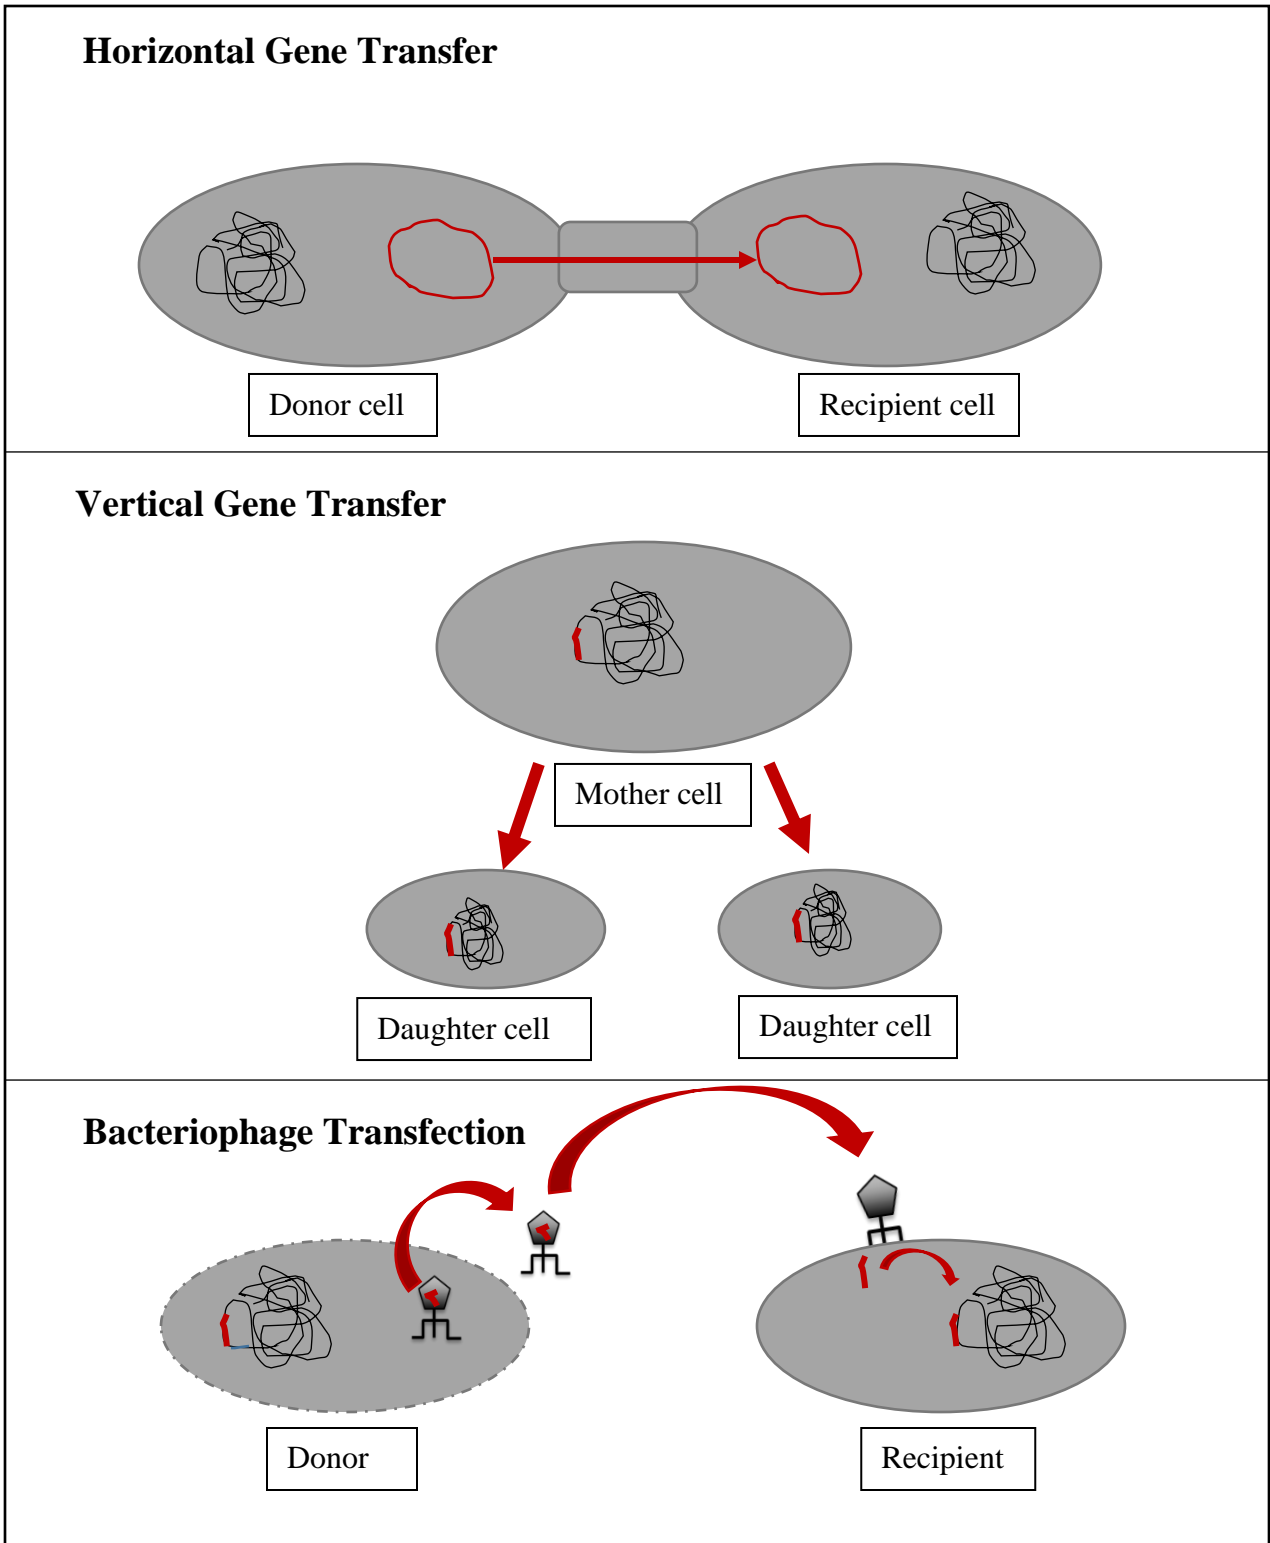 Horizontal Gene Transfer
Donor cell
Recipient cell
Vertical Gene Transfer
Mother cell
Daughter cell
Daughter cell
Bacteriophage Transfection
Donor
Recipient